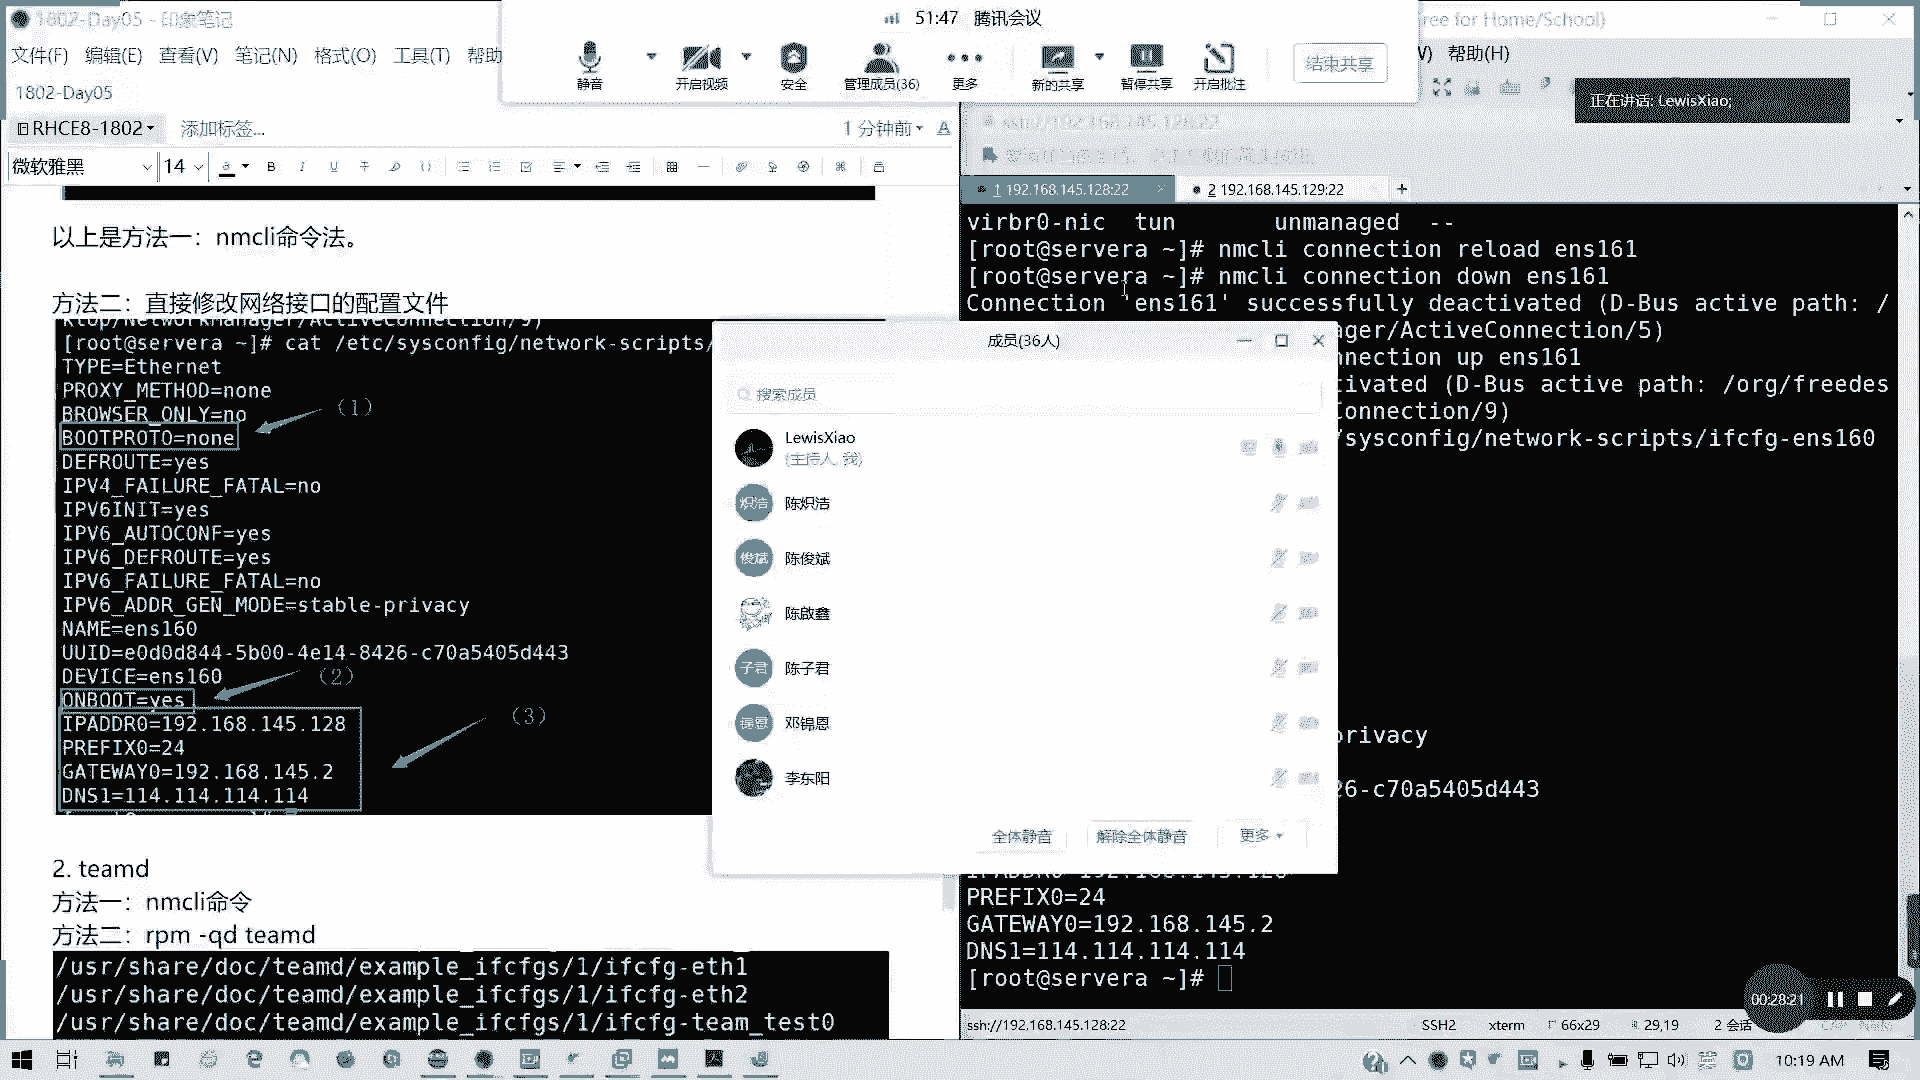 1802-Day05 - 印象笔记
文件(F) 编辑(E) 查看(V) 笔记(N) 格式(O) 工具(T) 帮助
1802-Day05
RHCE8-1802 添加标签... 1 分钟前
微软雅黑 14
以上是方法一：nmcli命令法。
方法二：直接修改网络接口的配置文件
[root@servera ~]# cat /etc/sysconfig/network-scripts/
TYPE=Ethernet
PROXY_METHOD=none
BROWSER_ONLY=no
（1）
BOOTPROTO=none
DEFROUTE=yes
IPV4_FAILURE_FATAL=no
IPV6INIT=yes
IPV6_AUTOCONF=yes
IPV6_DEFROUTE=yes
IPV6_FAILURE_FATAL=no
IPV6_ADDR_GEN_MODE=stable-privacy
NAME=ens160
UUID=e0d0d844-5b00-4e14-8426-c70a5405d443
DEVICE=ens160
（2）
ONBOOT=yes
（3）
IPADDR0=192.168.145.128
PREFIX0=24
GATEWAY0=192.168.145.2
DNS1=114.114.114.114
2. teamd
方法一：nmcli命令
方法二：rpm -qd teamd
/usr/share/doc/teamd/example_ifcfgs/1/ifcfg-eth1
/usr/share/doc/teamd/example_ifcfgs/1/ifcfg-eth2
/usr/share/doc/teamd/example_ifcfgs/1/ifcfg-team_test0
51:47 腾讯会议
静音 开启视频 安全 管理成员(36) 更多 新的共享 暂停共享 开启批注 结束共享
ree for Home/School)
W) 帮助(H)
正在讲话: LewisXiao;
ssh://192.168.145.128:22
1 192.168.145.128:22 2 192.168.145.129:22
virbr0-nic tun unmanaged --
[root@servera ~]# nmcli connection reload ens161
[root@servera ~]# nmcli connection down ens161
Connection 'ens161' successfully deactivated (D-Bus active path: /
ager/ActiveConnection/5)
nnection up ens161
tivated (D-Bus active path: /org/freedes
Connection/9)
/sysconfig/network-scripts/ifcfg-ens160
privacy
26-c70a5405d443
PREFIX0=24
GATEWAY0=192.168.145.2
DNS1=114.114.114.114
[root@servera ~]#
成员(36人)
搜索成员
LewisXiao
(主持人, 我)
炽洁 陈炽洁
俊斌 陈俊斌
陈啟鑫
子君 陈子君
锦恩 邓锦恩
李东阳
全体静音 解除全体静音 更多
00:28:21
ssh://192.168.145.128:22 SSH2 xterm 66x29 29,19 2 会话
10:19 AM